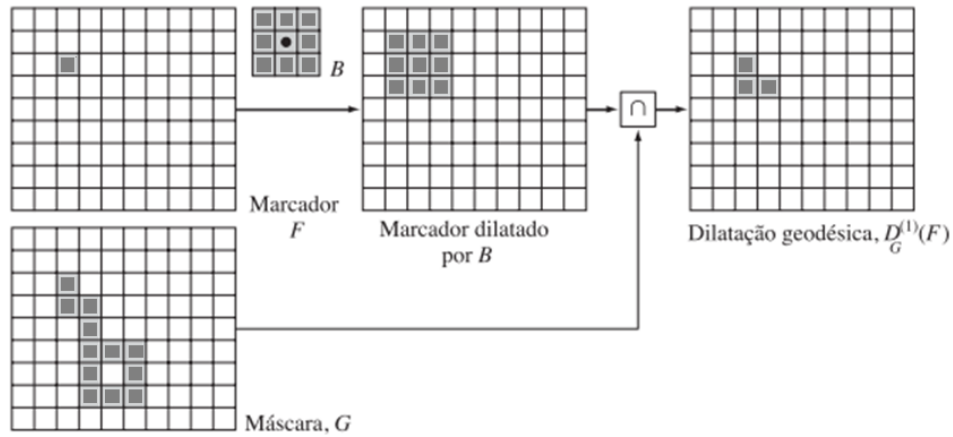 B
Marcador
F
Marcador dilatado
por B
∩
Dilatação geodésica, D_G^(1)(F)
Máscara, G